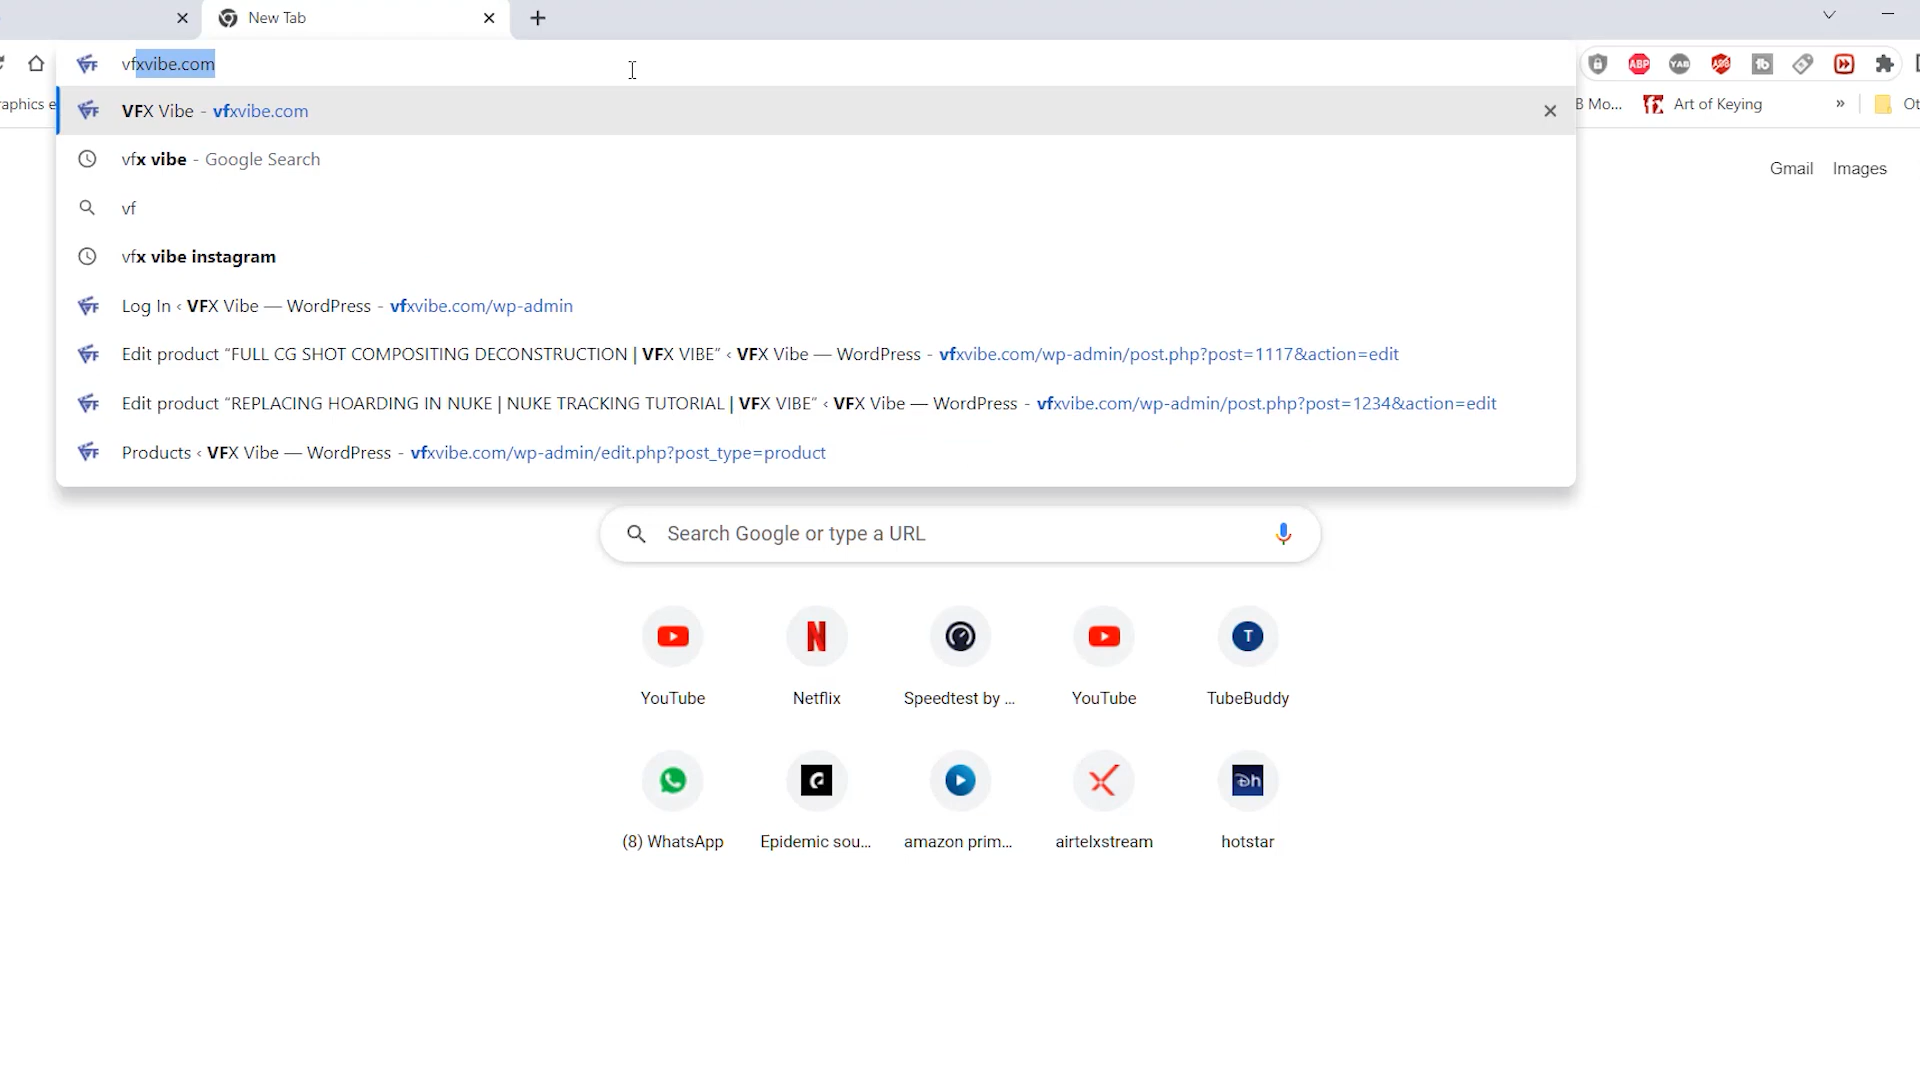 New Tab
vfxvibe.com
VFX Vibe - vfxvibe.com
raphics e
B Mo...
Art of Keying
»
Ot
vfx vibe - Google Search
Gmail
Images
vf
vfx vibe instagram
Log In ‹ VFX Vibe — WordPress - vfxvibe.com/wp-admin
Edit product “FULL CG SHOT COMPOSITING DECONSTRUCTION | VFX VIBE” ‹ VFX Vibe — WordPress - vfxvibe.com/wp-admin/post.php?post=1117&action=edit
Edit product “REPLACING HOARDING IN NUKE | NUKE TRACKING TUTORIAL | VFX VIBE” ‹ VFX Vibe — WordPress - vfxvibe.com/wp-admin/post.php?post=1234&action=edit
Products ‹ VFX Vibe — WordPress - vfxvibe.com/wp-admin/edit.php?post_type=product
Search Google or type a URL
YouTube
Netflix
Speedtest by ...
YouTube
T
TubeBuddy
(8) WhatsApp
Epidemic sou...
amazon prim...
airtelxstream
hotstar